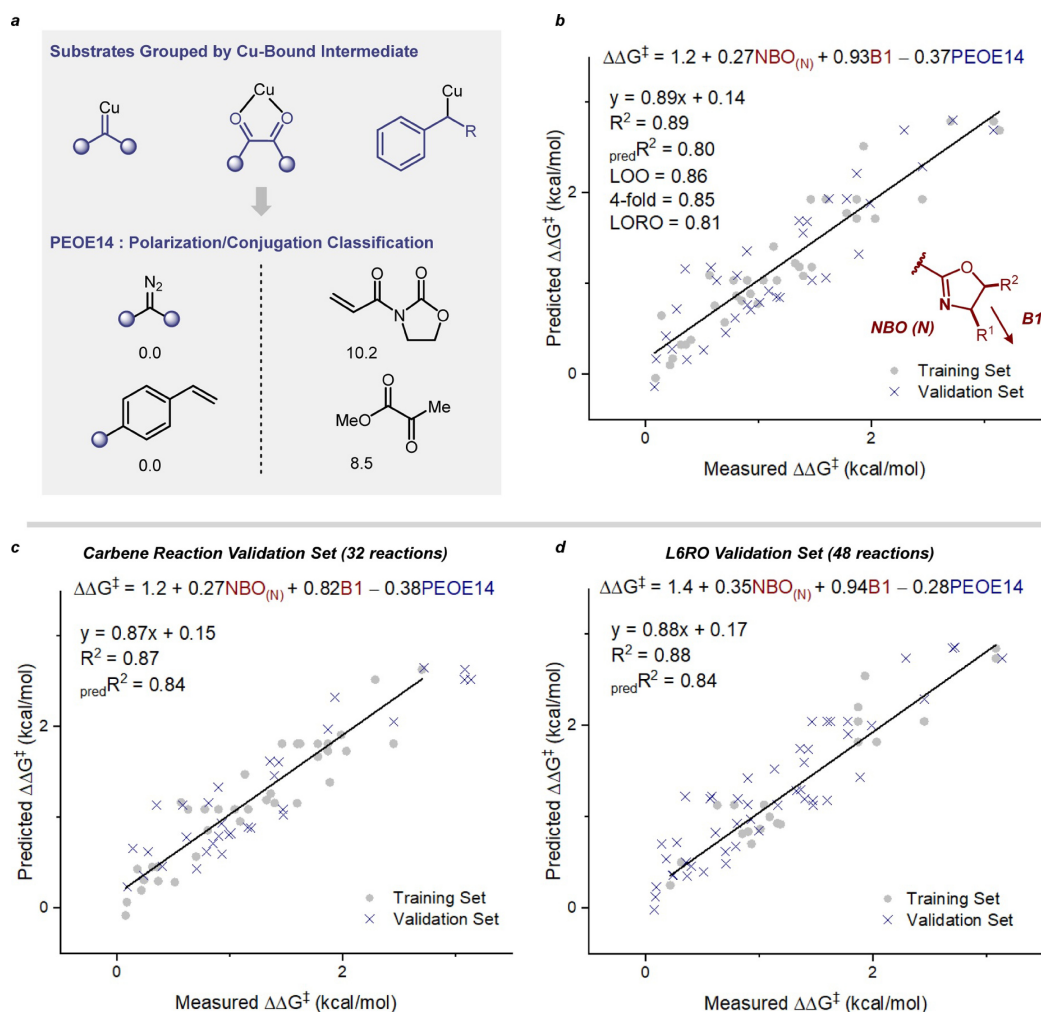 a
Substrates Grouped by Cu-Bound Intermediate
Cu
Cu
O O
Cu
R
PEOE14 : Polarization/Conjugation Classification
N2
0.0
O O
N O
10.2
0.0
O
MeO Me
O
8.5
b
ΔΔG‡ = 1.2 + 0.27NBO(N) + 0.93B1 – 0.37PEOE14
y = 0.89x + 0.14
R2 = 0.89
predR2 = 0.80
LOO = 0.86
4-fold = 0.85
LORO = 0.81
Predicted ΔΔG‡ (kcal/mol)
2
0
O R2
N
R1
NBO (N)
B1
Training Set
Validation Set
0 2
Measured ΔΔG‡ (kcal/mol)
c
Carbene Reaction Validation Set (32 reactions)
ΔΔG‡ = 1.2 + 0.27NBO(N) + 0.82B1 – 0.38PEOE14
y = 0.87x + 0.15
R2 = 0.87
predR2 = 0.84
Predicted ΔΔG‡ (kcal/mol)
2
0
Training Set
Validation Set
0 2
Measured ΔΔG‡ (kcal/mol)
d
L6RO Validation Set (48 reactions)
ΔΔG‡ = 1.4 + 0.35NBO(N) + 0.94B1 – 0.28PEOE14
y = 0.88x + 0.17
R2 = 0.88
predR2 = 0.84
Predicted ΔΔG‡ (kcal/mol)
2
0
Training Set
Validation Set
0 2
Measured ΔΔG‡ (kcal/mol)